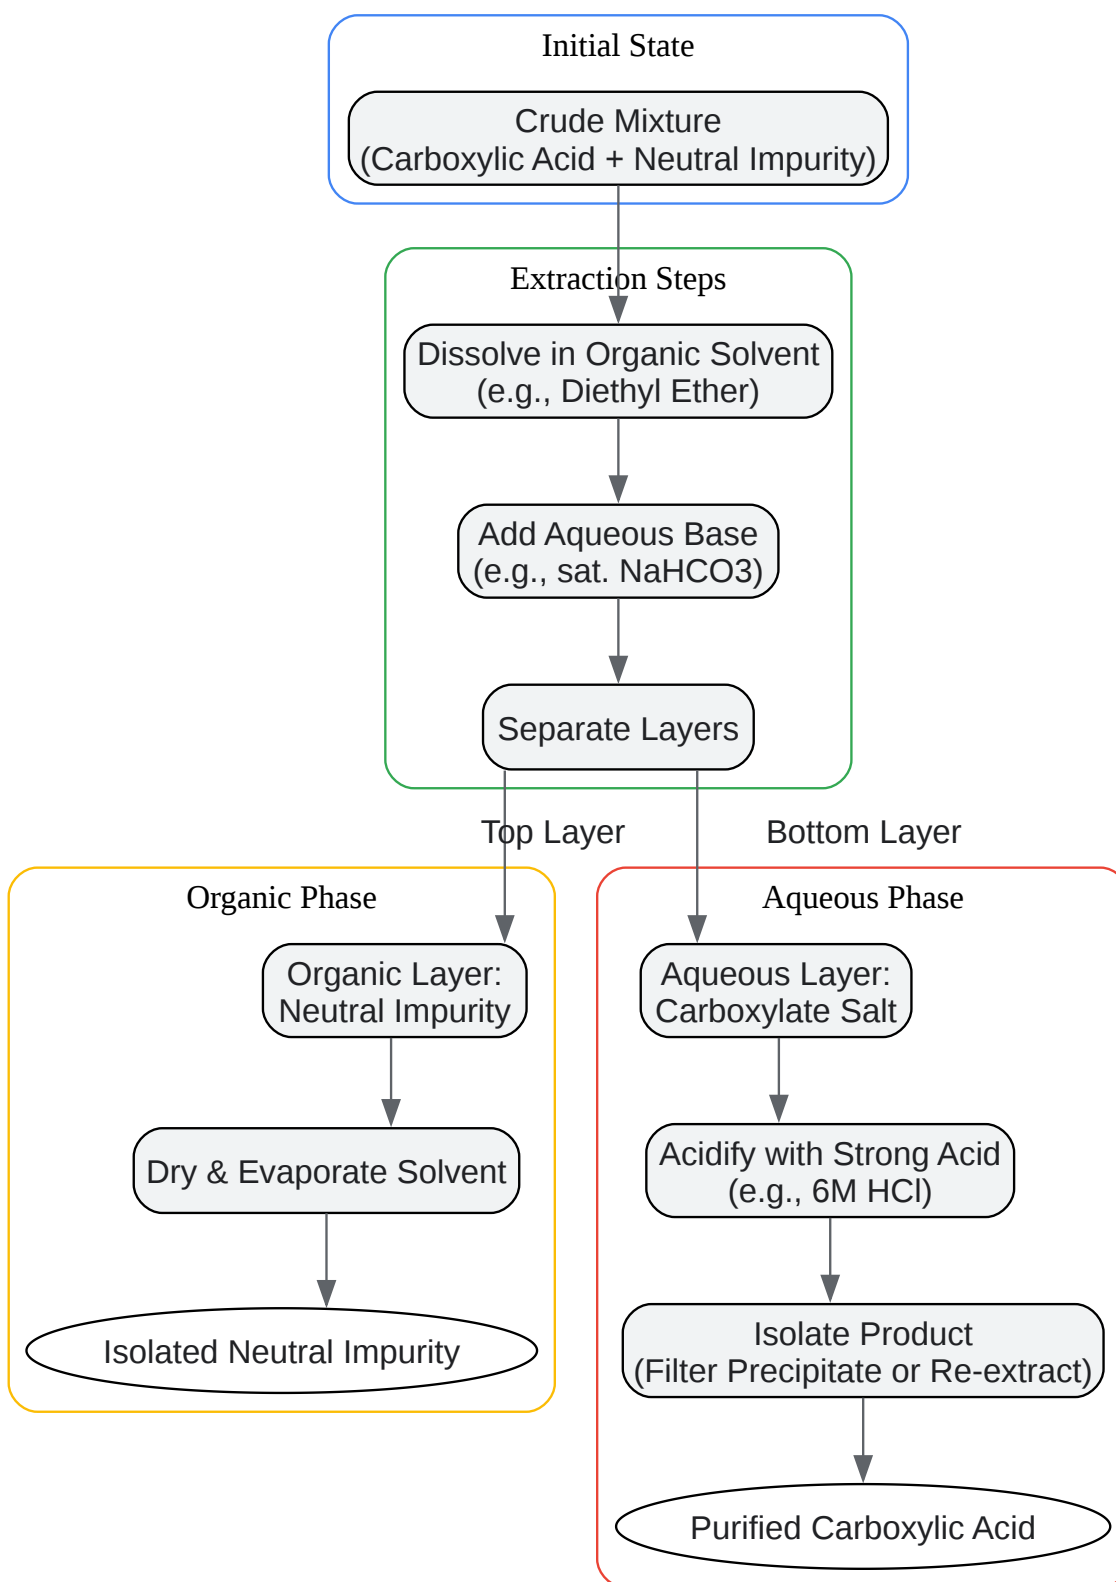 Initial State
Crude Mixture
(Carboxylic Acid + Neutral Impurity)
Extraction Steps
Dissolve in Organic Solvent
(e.g., Diethyl Ether)
Add Aqueous Base
(e.g., sat. NaHCO3)
Separate Layers
Top Layer
Bottom Layer
Organic Phase
Organic Layer:
Neutral Impurity
Dry & Evaporate Solvent
Isolated Neutral Impurity
Aqueous Phase
Aqueous Layer:
Carboxylate Salt
Acidify with Strong Acid
(e.g., 6M HCl)
Isolate Product
(Filter Precipitate or Re-extract)
Purified Carboxylic Acid